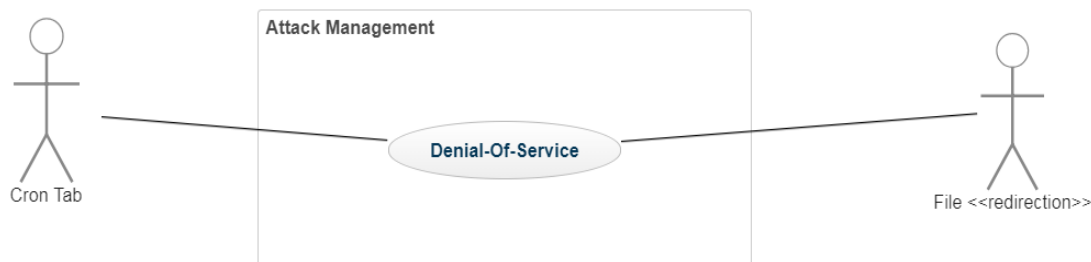 Attack Management
Denial-Of-Service
Cron Tab
File <<redirection>>